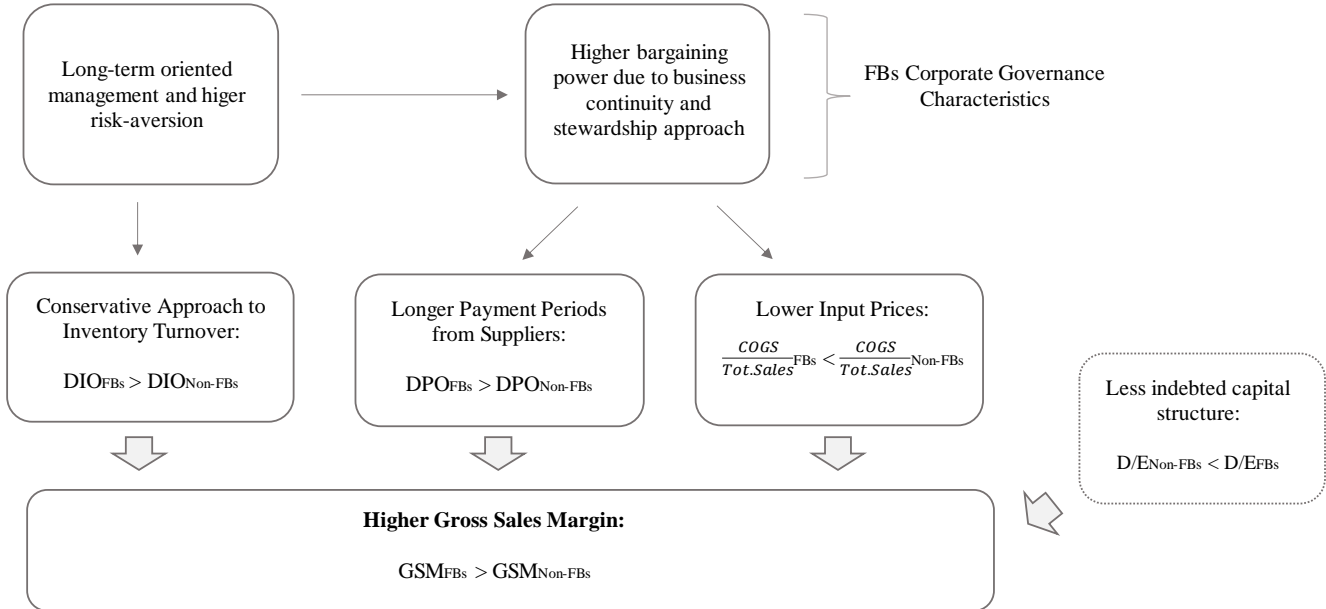 Long-term oriented
management and higer
risk-aversion
Higher bargaining
power due to business
continuity and
stewardship approach
FBs Corporate Governance
Characteristics
Conservative Approach to
Inventory Turnover:
DIOFBs > DIONon-FBs
Longer Payment Periods
from Suppliers:
DPOFBs > DPONon-FBs
Lower Input Prices:
COGS/Tot.Sales FBs < COGS/Tot.Sales Non-FBs
Less indebted capital
structure:
D/ENon-FBs < D/EFBs
Higher Gross Sales Margin:
GSMFBs > GSMNon-FBs